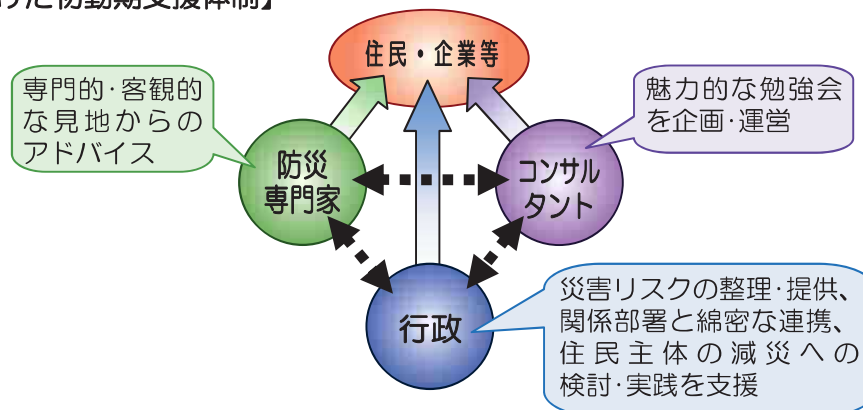 けた初動期支援体制】
住民・企業等
専門的・客観的
な見地からの
アドバイス
魅力的な勉強会
を企画・運営
防災
専門家
コンサル
タント
行政
災害リスクの整理・提供、
関係部署と綿密な連携、
住民主体の減災への
検討・実践を支援